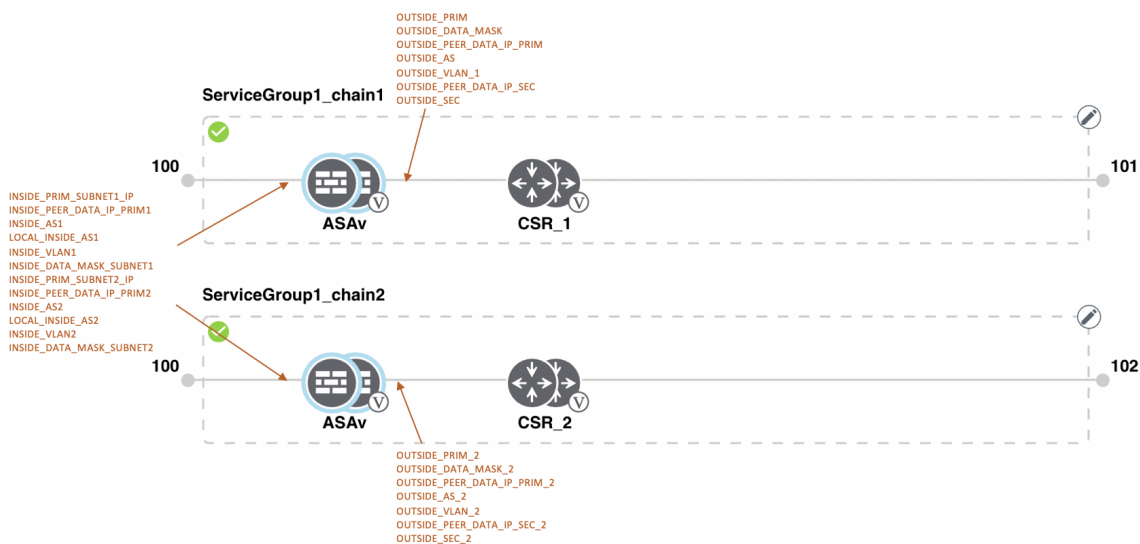 OUTSIDE_PRIM
OUTSIDE_DATA_MASK
OUTSIDE_PEER_DATA_IP_PRIM
OUTSIDE_AS
OUTSIDE_VLAN_1
OUTSIDE_PEER_DATA_IP_SEC
OUTSIDE_SEC
ServiceGroup1_chain1
100
101
V
V
ASAv
CSR_1
INSIDE_PRIM_SUBNET1_IP
INSIDE_PEER_DATA_IP_PRIM1
INSIDE_AS1
LOCAL_INSIDE_AS1
INSIDE_VLAN1
INSIDE_DATA_MASK_SUBNET1
INSIDE_PRIM_SUBNET2_IP
INSIDE_PEER_DATA_IP_PRIM2
INSIDE_AS2
LOCAL_INSIDE_AS2
INSIDE_VLAN2
INSIDE_DATA_MASK_SUBNET2
ServiceGroup1_chain2
100
102
V
V
ASAv
CSR_2
OUTSIDE_PRIM_2
OUTSIDE_DATA_MASK_2
OUTSIDE_PEER_DATA_IP_PRIM_2
OUTSIDE_AS_2
OUTSIDE_VLAN_2
OUTSIDE_PEER_DATA_IP_SEC_2
OUTSIDE_SEC_2